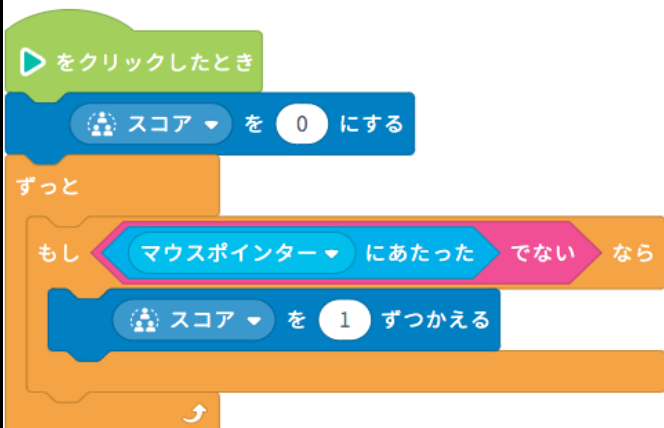 をクリックしたとき
スコア を 0 にする
ずっと
もし マウスポインター にあたった でない なら
スコア を 1 ずつかえる